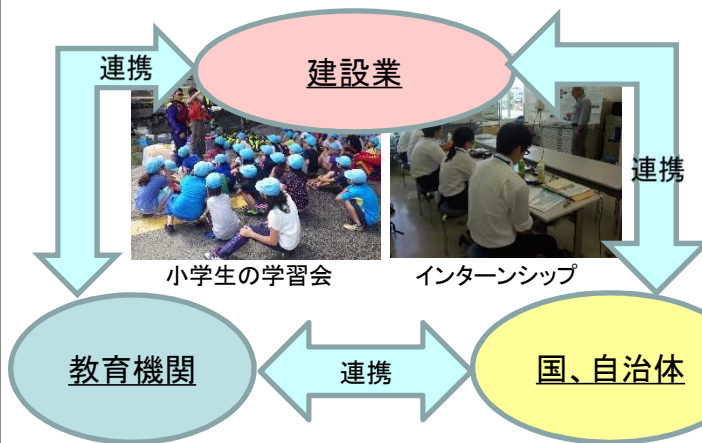 建設業
連携
連携
小学生の学習会
インターンシップ
教育機関
連携
国、自治体